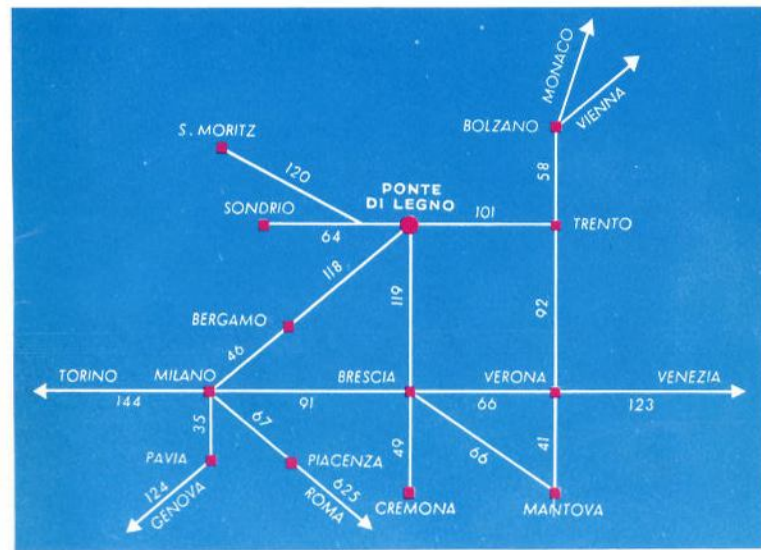 MONACO
VIENNA
BOLZANO
S. MORITZ
120
58
PONTE
DI LEGNO
SONDRIO
64
101
TRENTO
118
119
92
BERGAMO
46
TORINO
MILANO
BRESCIA
VERONA
VENEZIA
144
91
66
123
35
67
49
66
41
PAVIA
PIACENZA
124
GENOVA
625
ROMA
CREMONA
MANTOVA